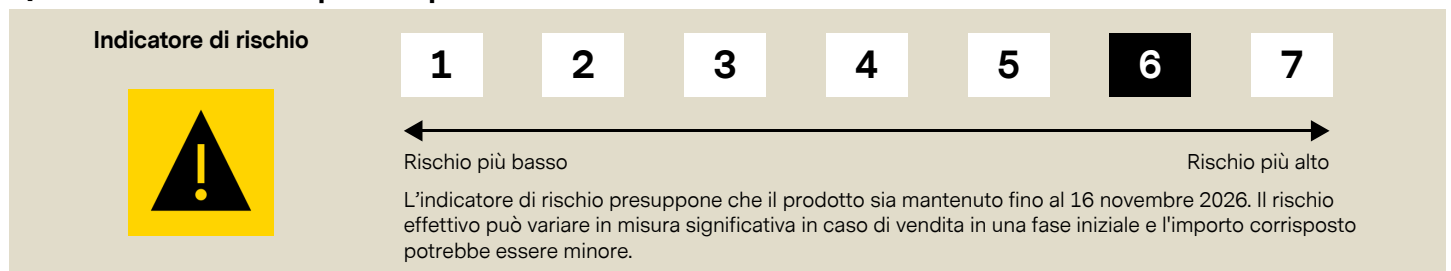 Indicatore di rischio
1 2 3 4 5 6 7
Rischio più basso Rischio più alto
L'indicatore di rischio presuppone che il prodotto sia mantenuto fino al 16 novembre 2026. Il rischio
effettivo può variare in misura significativa in caso di vendita in una fase iniziale e l'importo corrisposto
potrebbe essere minore.